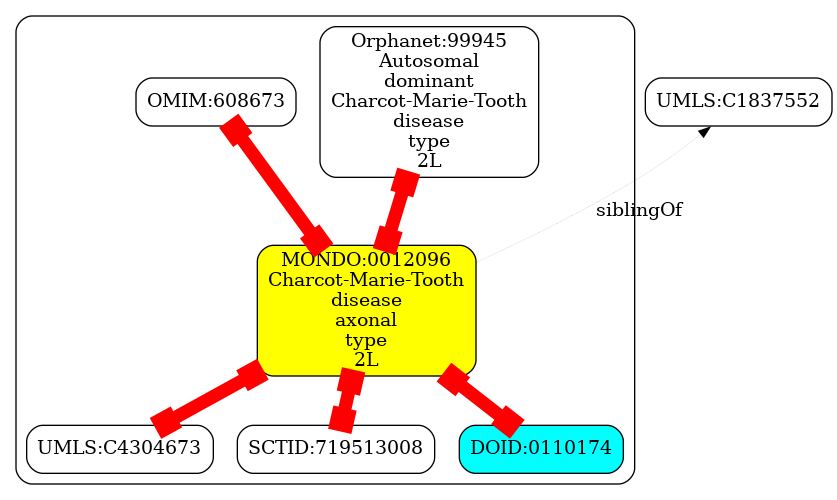 Orphanet:99945
Autosomal
dominant
Charcot-Marie-Tooth
disease
type
2L
OMIM:608673
UMLS:C1837552
siblingOf
MONDO:0012096
Charcot-Marie-Tooth
disease
axonal
type
2L
UMLS:C4304673
SCTID:719513008
DOID:0110174